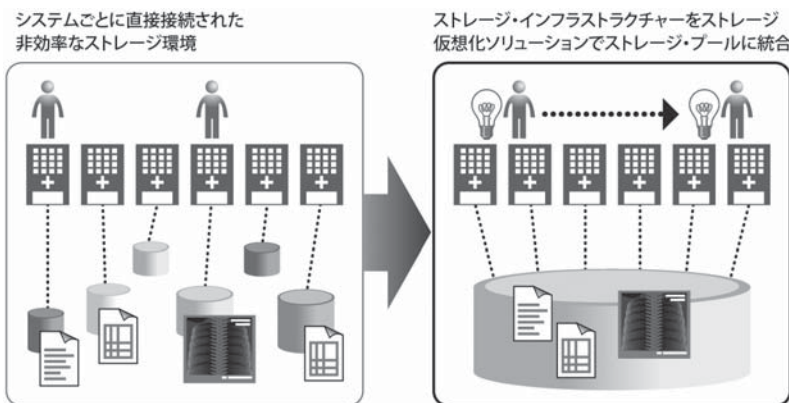 システムごとに直接接続された
非効率なストレージ環境
ストレージ・インフラストラクチャーをストレージ
仮想化ソリューションでストレージ・プールに統合